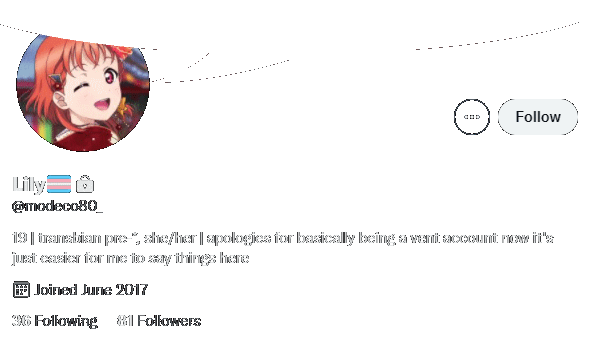 Follow
Lilly
@modeco80_
19 | transbian pre-*, she/her | apologies for basically being a vent account now it's
just easier for me to say things here
Joined June 2017
36 Following 81 Followers